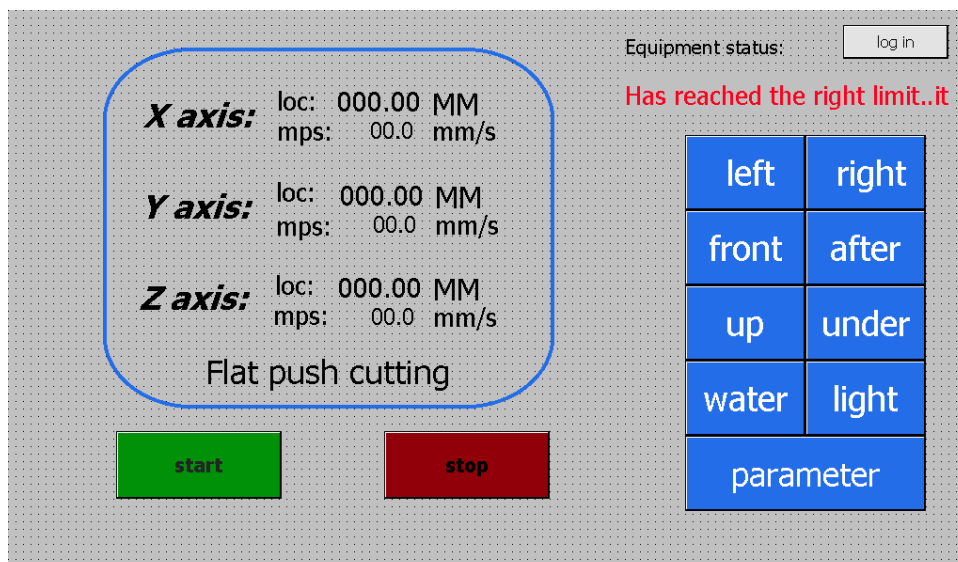 Equipment status:
log in
Has reached the right limit..it
X axis:
loc: 000.00 MM
mps: 00.0 mm/s
Y axis:
loc: 000.00 MM
mps: 00.0 mm/s
Z axis:
loc: 000.00 MM
mps: 00.0 mm/s
Flat push cutting
start
stop
left
right
front
after
up
under
water
light
parameter